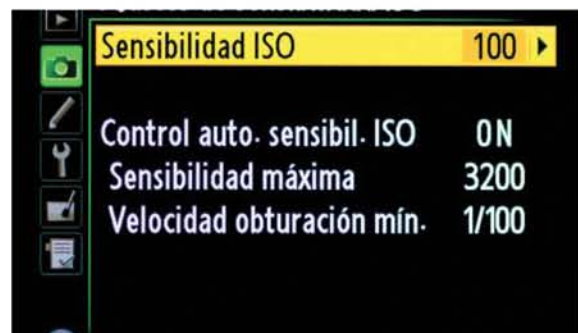 Sensibilidad ISO 100
Control auto. sensibil. ISO ON
Sensibilidad máxima 3200
Velocidad obturación mín. 1/100